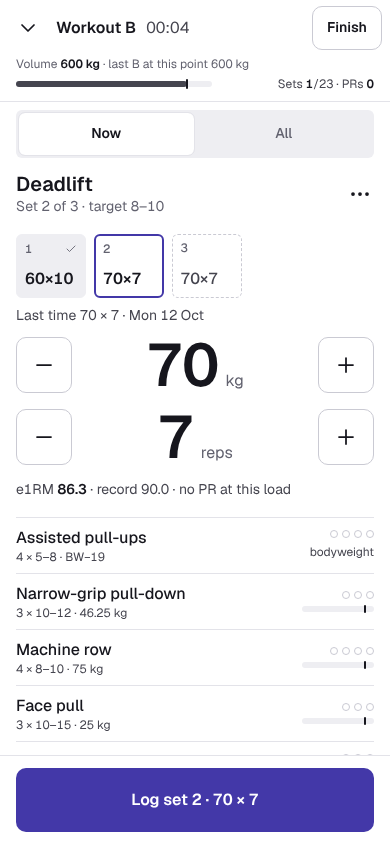 Workout B 00:04
Finish
Volume 600 kg · last B at this point 600 kg
Sets 1/23 · PRs 0
Now
All
Deadlift
Set 2 of 3 · target 8–10
1
60×10
2
70×7
3
70×7
Last time 70 × 7 · Mon 12 Oct
70 kg
7 reps
e1RM 86.3 · record 90.0 · no PR at this load
Assisted pull-ups
4 × 5–8 · BW−19
bodyweight
Narrow-grip pull-down
3 × 10–12 · 46.25 kg
Machine row
4 × 8–10 · 75 kg
Face pull
3 × 10–15 · 25 kg
Log set 2 · 70 × 7